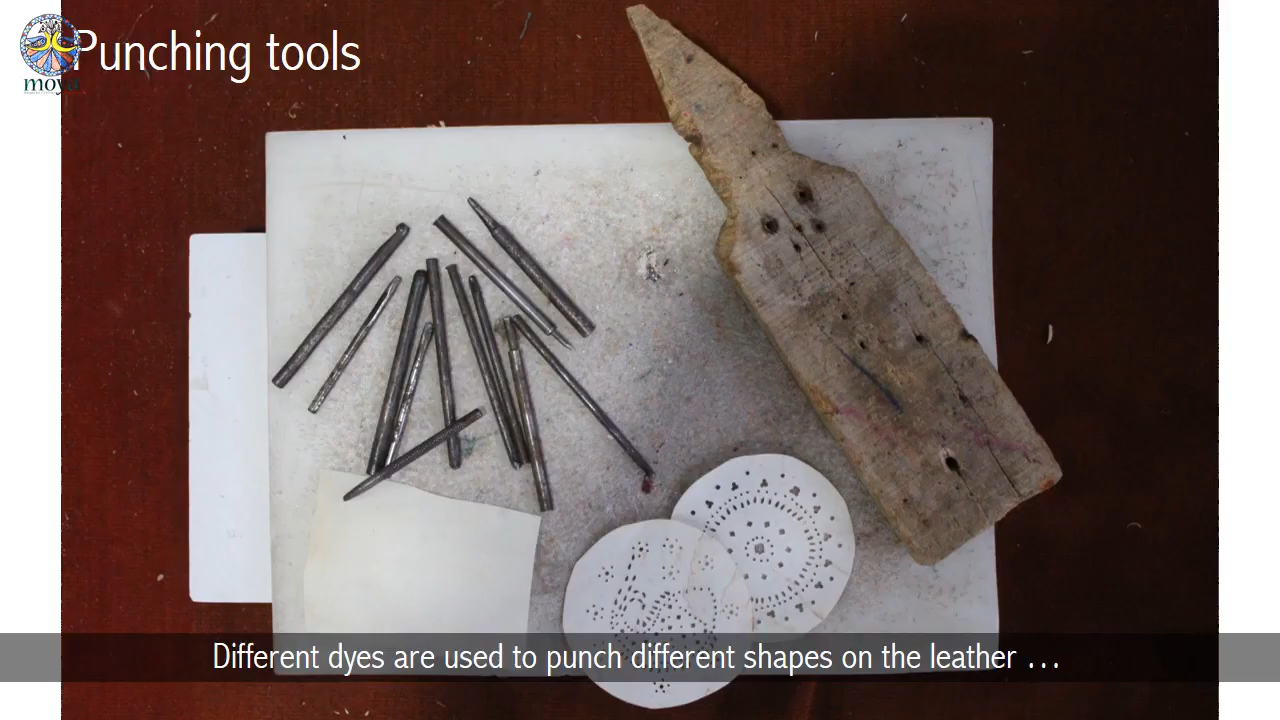 Punching tools
moya
Different dyes are used to punch different shapes on the leather ...